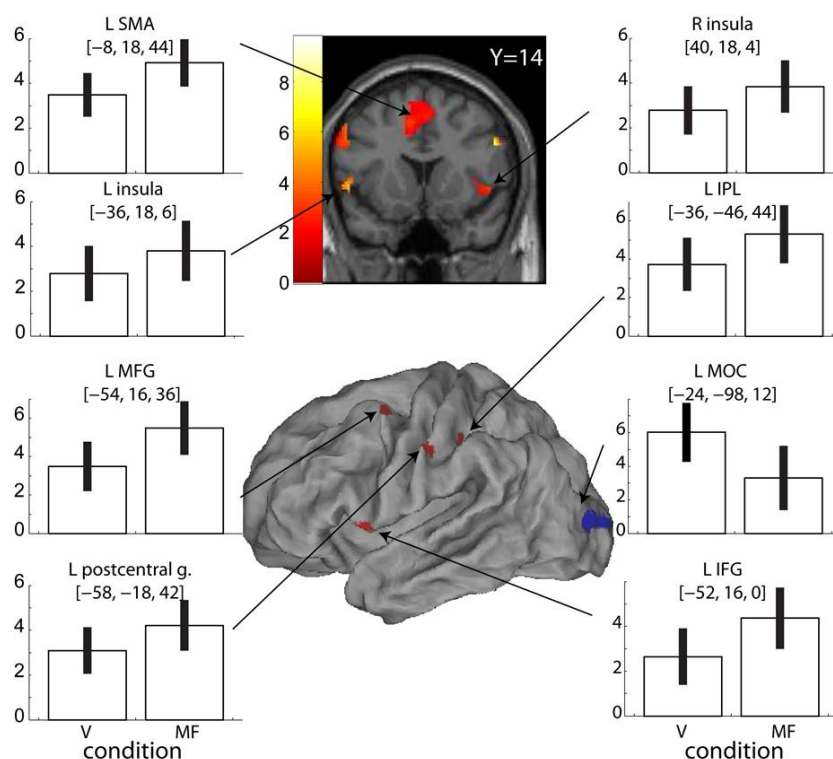 L SMA
[−8, 18, 44]
6
4
2
0
L insula
[−36, 18, 6]
4
2
0
L MFG
[−54, 16, 36]
6
4
2
0
L postcentral g.
[−58, −18, 42]
6
4
2
0
V MF
condition
8
6
4
2
0
Y=14
R insula
[40, 18, 4]
6
4
2
0
L IPL
[−36, −46, 44]
6
4
2
0
L MOC
[−24, −98, 12]
6
4
2
0
L IFG
[−52, 16, 0]
4
2
0
V MF
condition